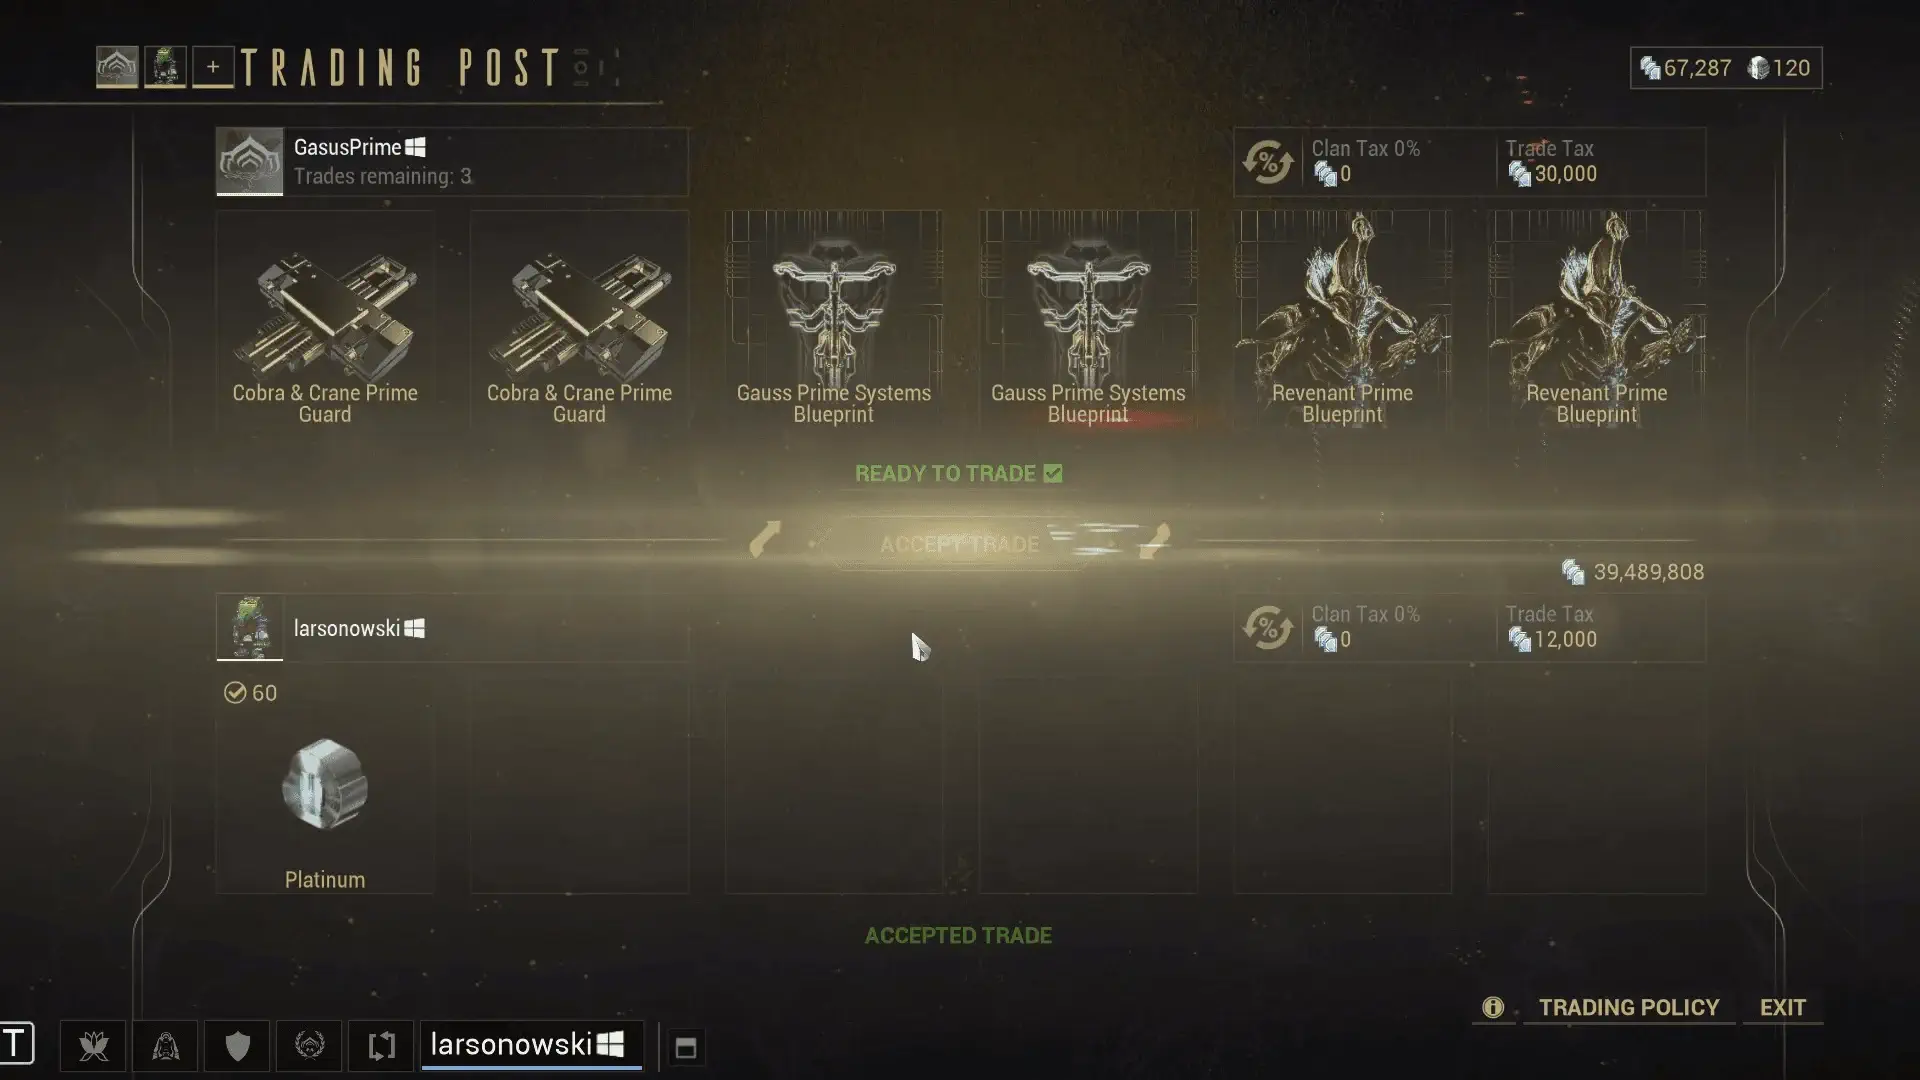 + TRADING POST
67,287 120
GasusPrime
Trades remaining: 3
Clan Tax 0%
0
Trade Tax
30,000
Cobra & Crane Prime
Guard
Cobra & Crane Prime
Guard
Gauss Prime Systems
Blueprint
Gauss Prime Systems
Blueprint
Revenant Prime
Blueprint
Revenant Prime
Blueprint
READY TO TRADE
ACCEPT TRADE
39,489,808
larsonowski
Clan Tax 0%
0
Trade Tax
12,000
60
Platinum
ACCEPTED TRADE
TRADING POLICY
EXIT
T
larsonowski